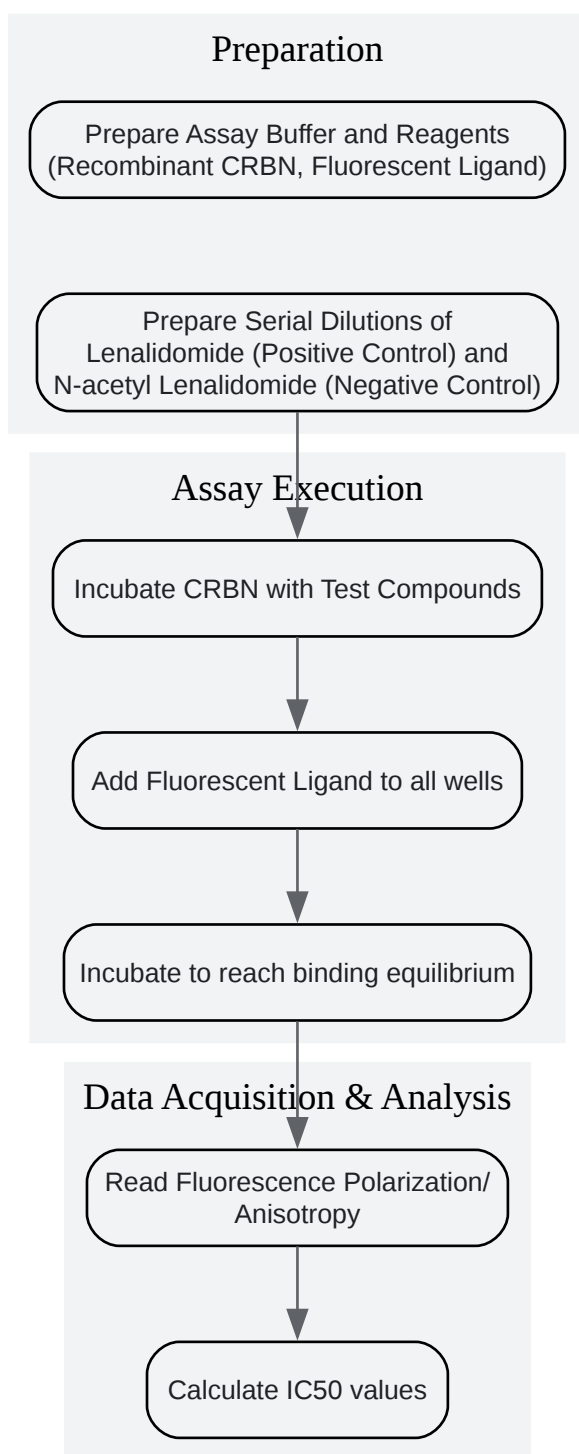 Preparation
Prepare Assay Buffer and Reagents
(Recombinant CRBN, Fluorescent Ligand)
Prepare Serial Dilutions of
Lenalidomide (Positive Control) and
N-acetyl Lenalidomide (Negative Control)
Assay Execution
Incubate CRBN with Test Compounds
Add Fluorescent Ligand to all wells
Incubate to reach binding equilibrium
Data Acquisition & Analysis
Read Fluorescence Polarization/
Anisotropy
Calculate IC50 values